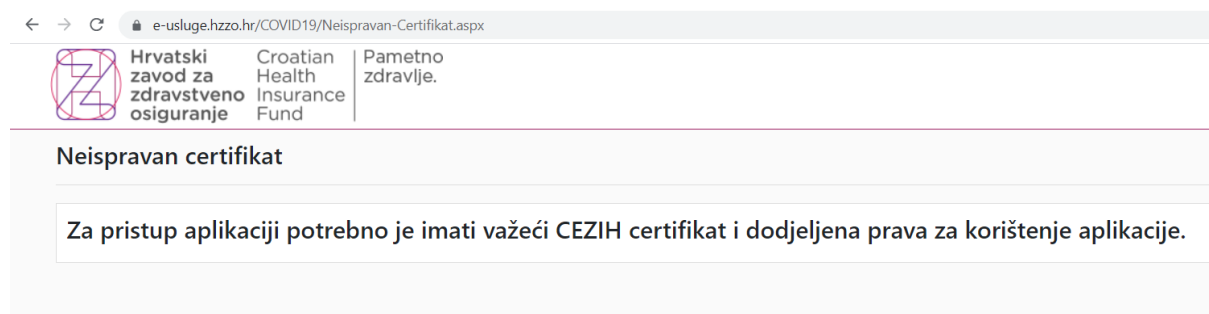 e-usluge.hzzo.hr/COVID19/Neispravan-Certifikat.aspx
Hrvatski zavod za zdravstveno osiguranje
Croatian Health Insurance Fund
Pametno zdravlje.
Neispravan certifikat
Za pristup aplikaciji potrebno je imati važeći CEZIH certifikat i dodjeljena prava za korištenje aplikacije.